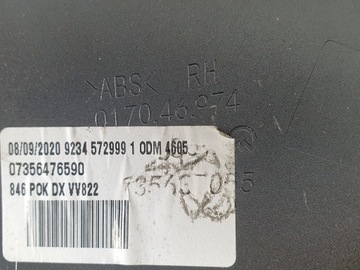 >ABS< RH
0170.46.974
08/09/2020 9234 572999 1 ODM 4605
07356476590
846 POK DX VV822